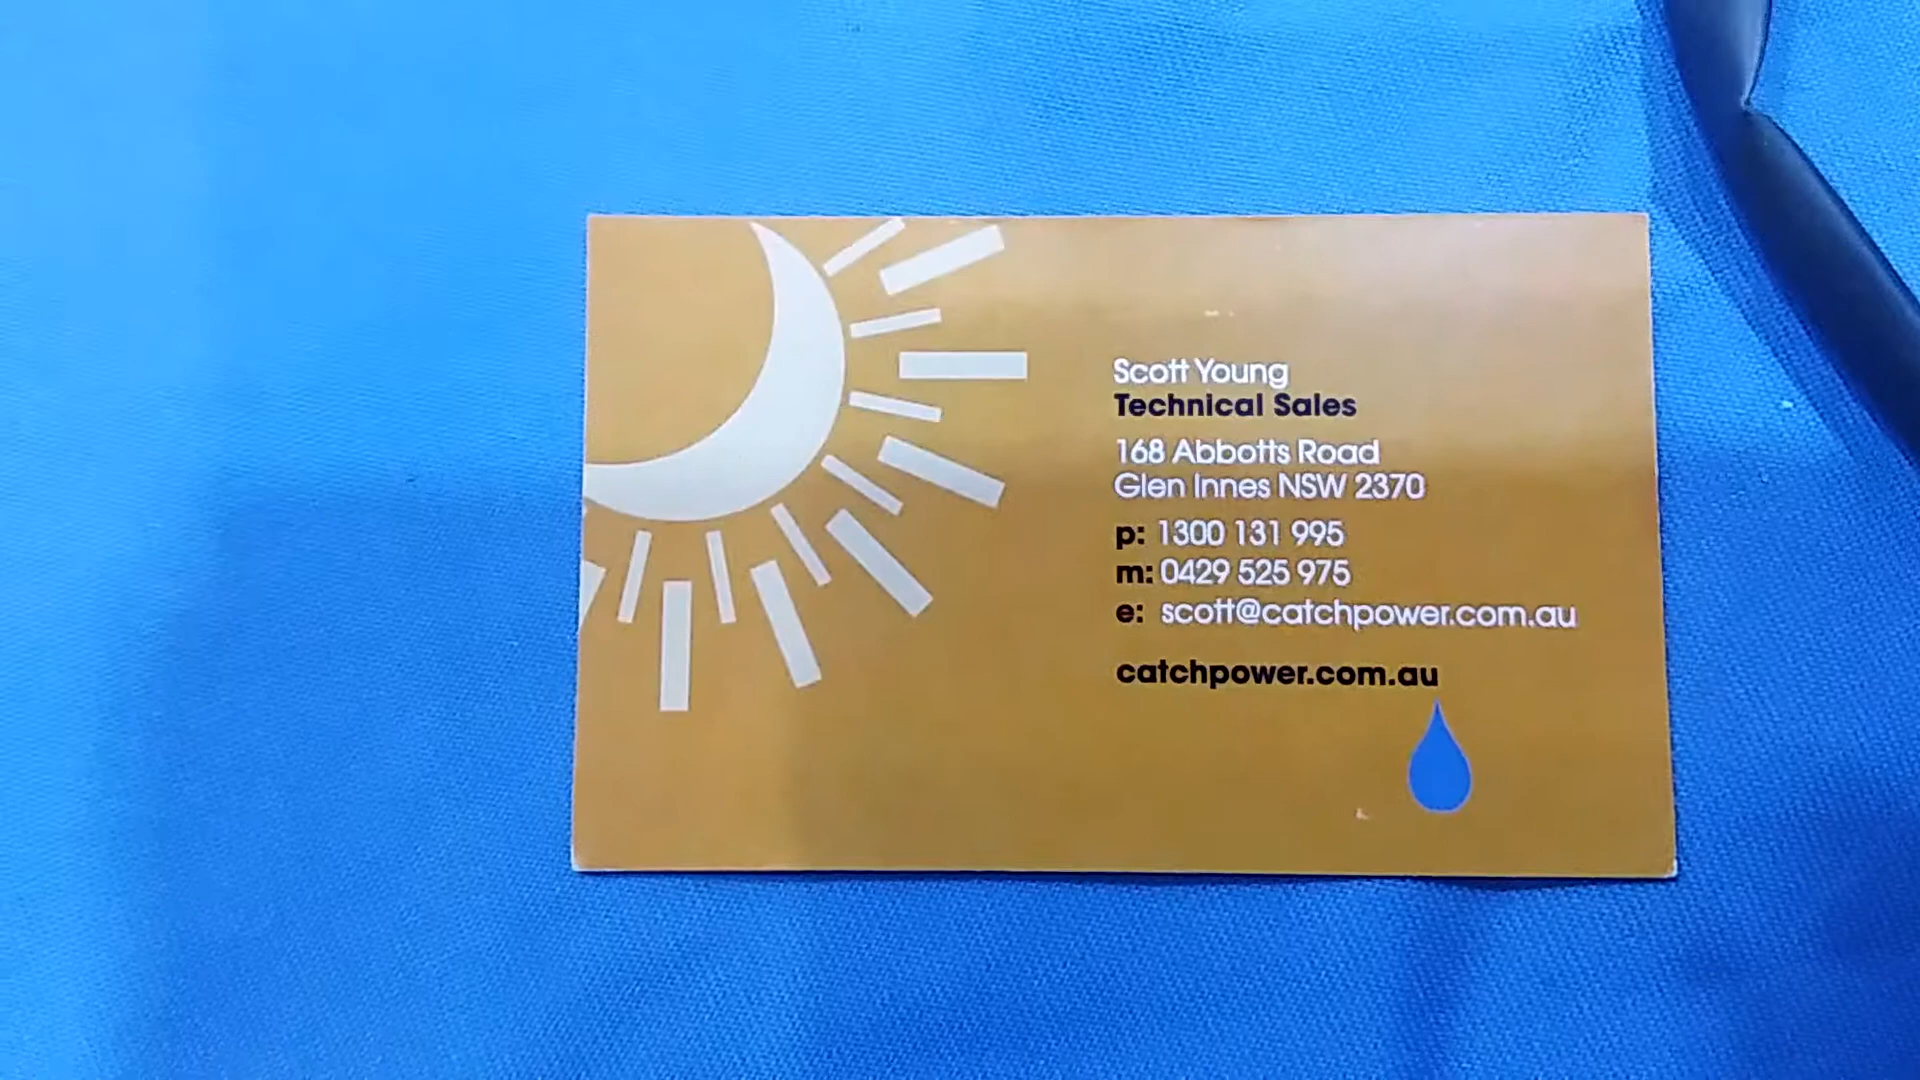 Scott Young
Technical Sales
168 Abbotts Road
Glen Innes NSW 2370
p: 1300 131 995
m: 0429 525 975
e: scott@catchpower.com.au
catchpower.com.au